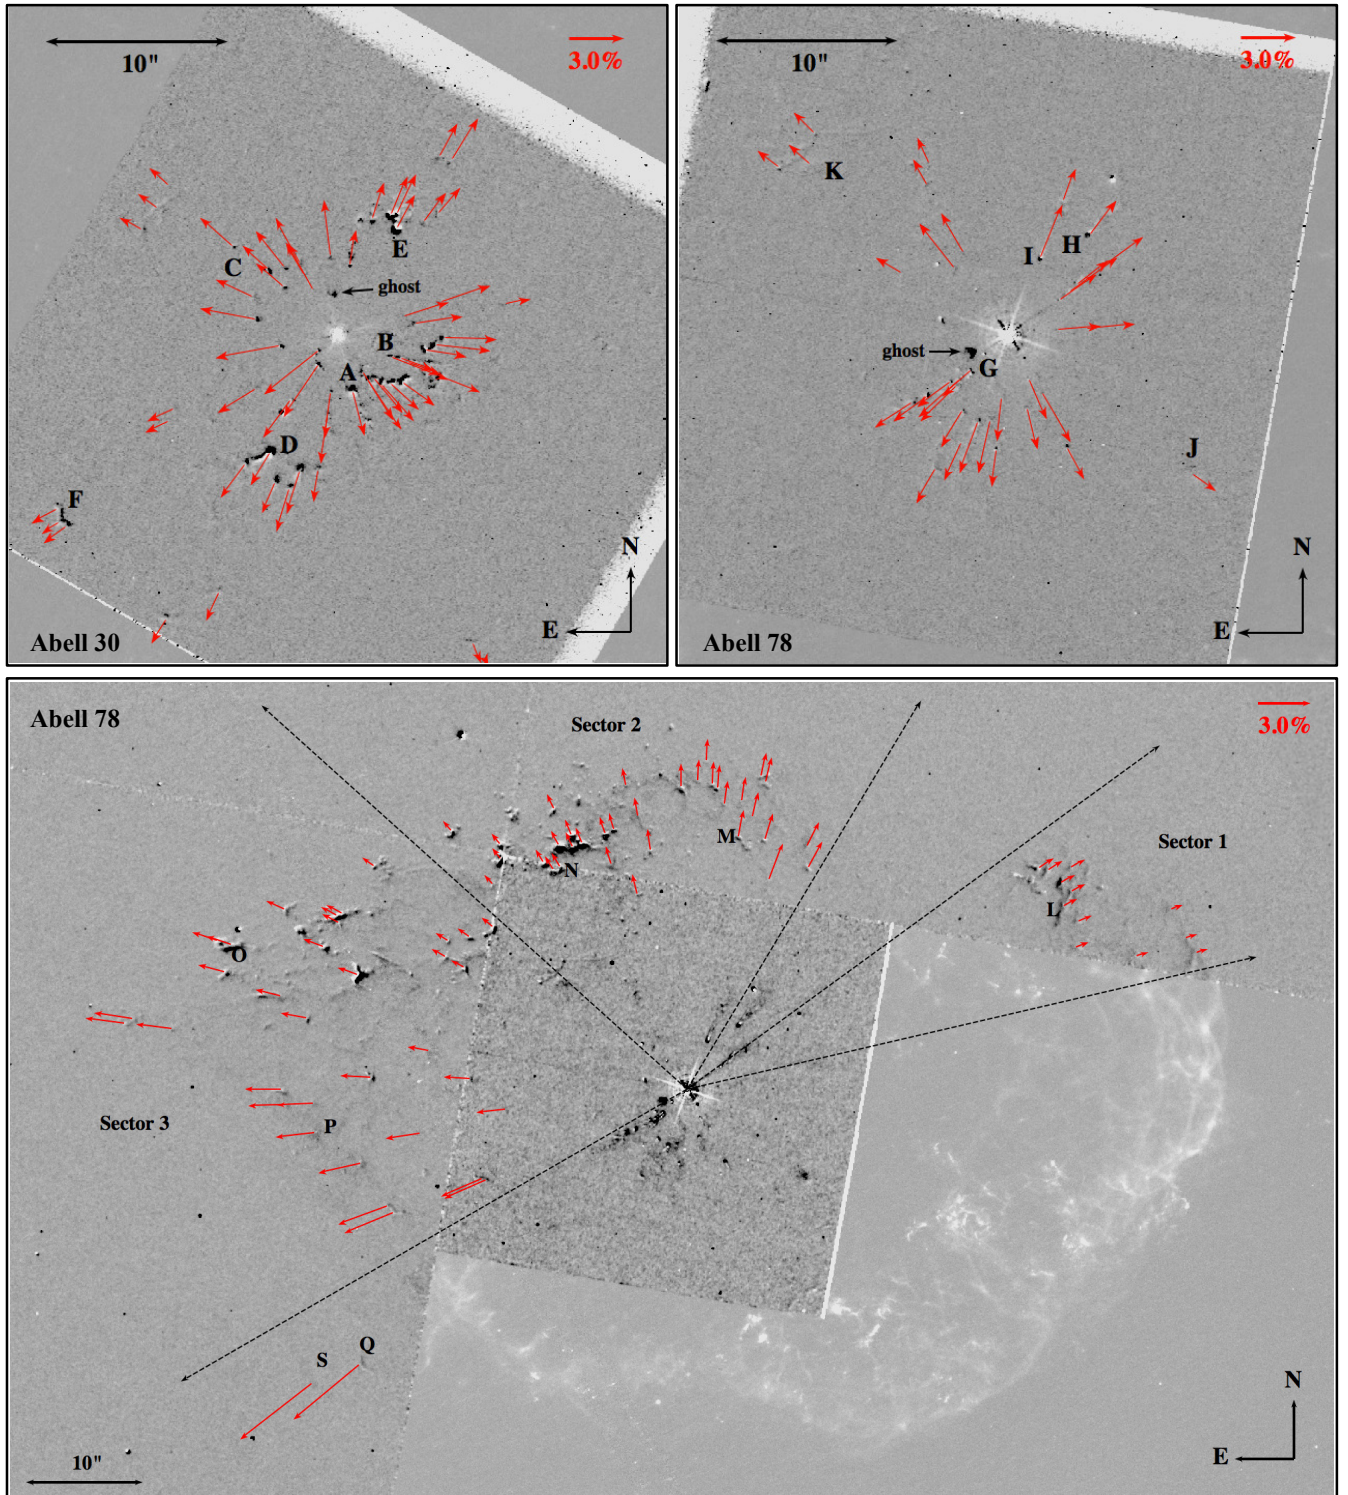 10"
3.0%
C
E
ghost
B
A
D
F
N
E
Abell 30
10"
3.0%
K
I
H
ghost
G
J
N
E
Abell 78
Abell 78
Sector 2
3.0%
M
Sector 1
N
L
O
Sector 3
P
S
Q
N
E
10"